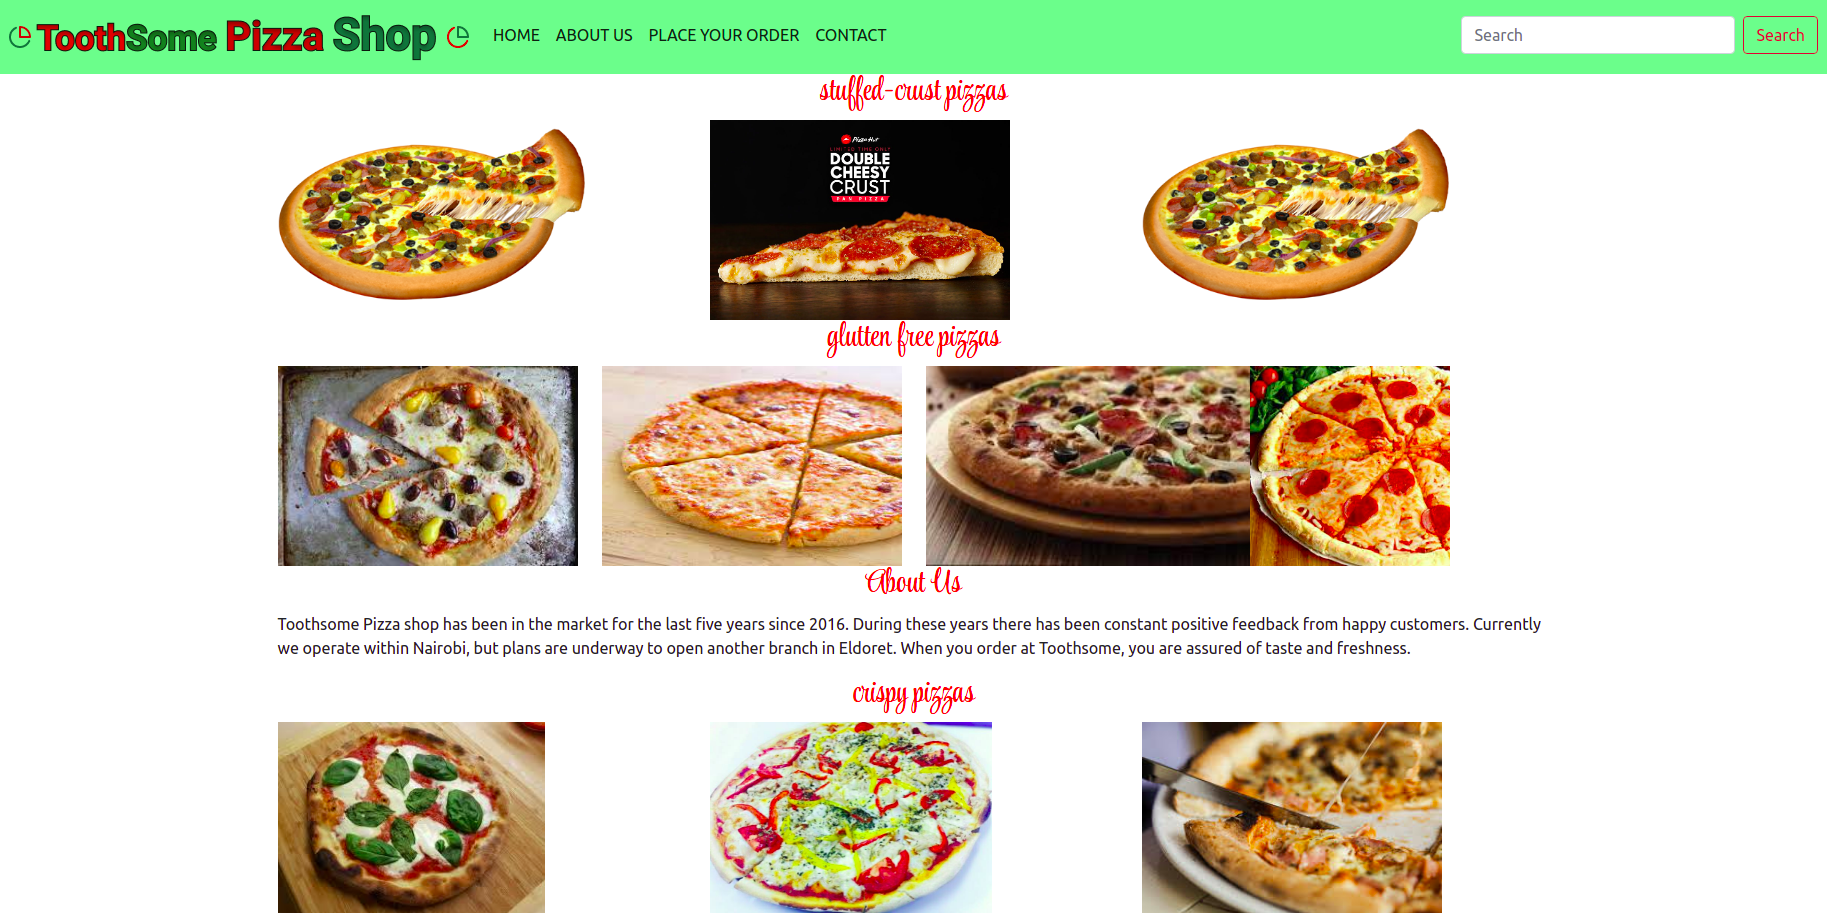 ToothSome Pizza Shop HOME ABOUT US PLACE YOUR ORDER CONTACT Search Search
stuffed-crust pizzas
Pizza Hut
LIMITED TIME ONLY
DOUBLE
CHEESY
CRUST
PAN PIZZA
glutten free pizzas
About Us
Toothsome Pizza shop has been in the market for the last five years since 2016. During these years there has been constant positive feedback from happy customers. Currently
we operate within Nairobi, but plans are underway to open another branch in Eldoret. When you order at Toothsome, you are assured of taste and freshness.
crispy pizzas